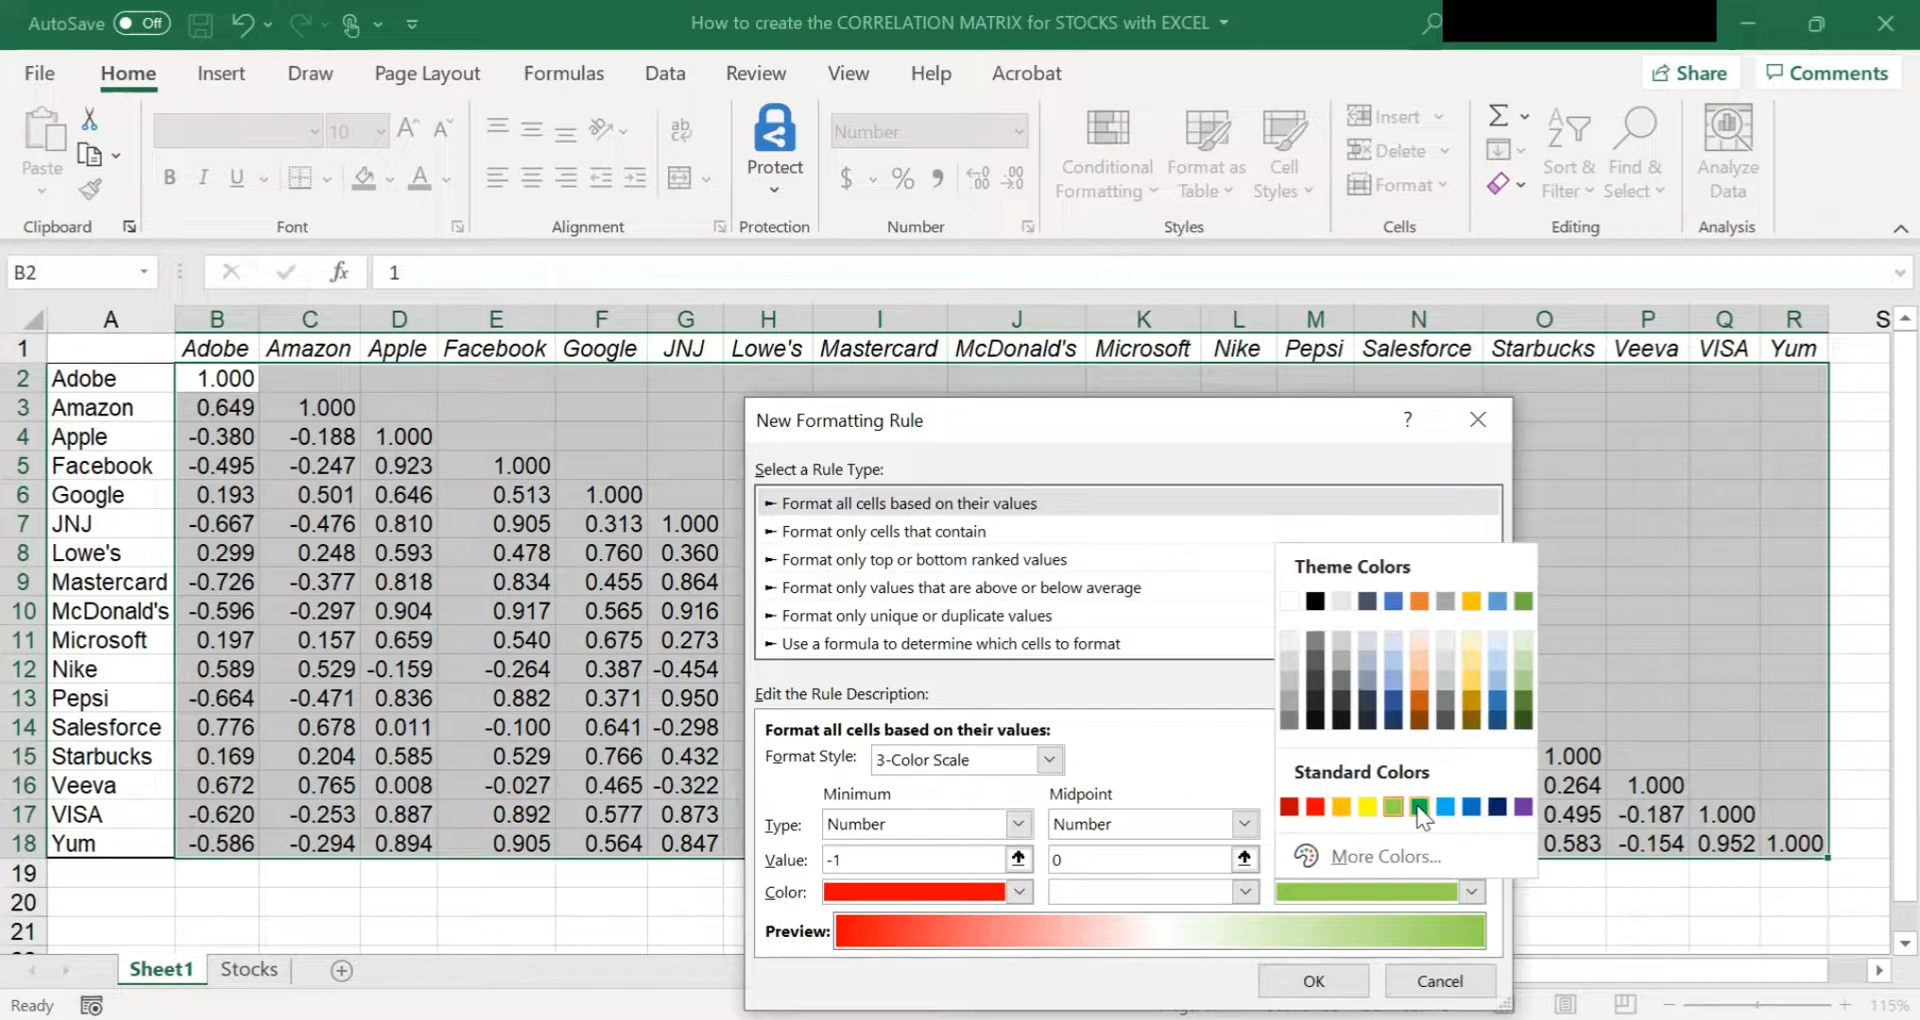 AutoSave Off How to create the CORRELATION MATRIX for STOCKS with EXCEL
File Home Insert Draw Page Layout Formulas Data Review View Help Acrobat Share Comments
10 Number
Paste B I U A ab Protect $ % Conditional Formatting Format as Table Cell Styles Insert Delete Format Sort & Filter Find & Select Analyze Data
Clipboard Font Alignment Protection Number Styles Cells Editing Analysis
B2 fx 1
A B C D E F G H I J K L M N O P Q R S
1 Adobe Amazon Apple Facebook Google JNJ Lowe's Mastercard McDonald's Microsoft Nike Pepsi Salesforce Starbucks Veeva VISA Yum
2 Adobe 1.000
3 Amazon 0.649 1.000
4 Apple -0.380 -0.188 1.000
5 Facebook -0.495 -0.247 0.923 1.000
6 Google 0.193 0.501 0.646 0.513 1.000
7 JNJ -0.667 -0.476 0.810 0.905 0.313 1.000
8 Lowe's 0.299 0.248 0.593 0.478 0.760 0.360
9 Mastercard -0.726 -0.377 0.818 0.834 0.455 0.864
10 McDonald's -0.596 -0.297 0.904 0.917 0.565 0.916
11 Microsoft 0.197 0.157 0.659 0.540 0.675 0.273
12 Nike 0.589 0.529 -0.159 -0.264 0.387 -0.454
13 Pepsi -0.664 -0.471 0.836 0.882 0.371 0.950
14 Salesforce 0.776 0.678 0.011 -0.100 0.641 -0.298
15 Starbucks 0.169 0.204 0.585 0.529 0.766 0.432 1.000
16 Veeva 0.672 0.765 0.008 -0.027 0.465 -0.322 0.264 1.000
17 VISA -0.620 -0.253 0.887 0.892 0.577 0.873 0.495 -0.187 1.000
18 Yum -0.586 -0.294 0.894 0.905 0.564 0.847 0.583 -0.154 0.952 1.000
19
20
21
New Formatting Rule ?
Select a Rule Type:
► Format all cells based on their values
► Format only cells that contain
► Format only top or bottom ranked values
► Format only values that are above or below average
► Format only unique or duplicate values
► Use a formula to determine which cells to format
Edit the Rule Description:
Format all cells based on their values:
Format Style: 3-Color Scale
Minimum Midpoint
Type: Number Number
Value: -1 0
Color:
Preview:
OK Cancel
Theme Colors
Standard Colors
More Colors...
Sheet1 Stocks
Ready 115%